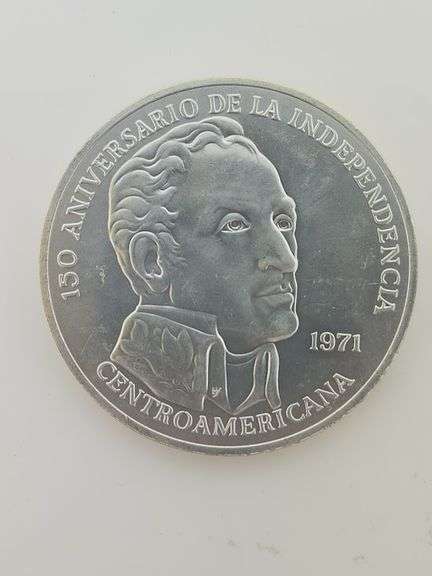 150 ANIVERSARIO DE LA INDEPENDENCIA
1971
CENTROAMERICANA